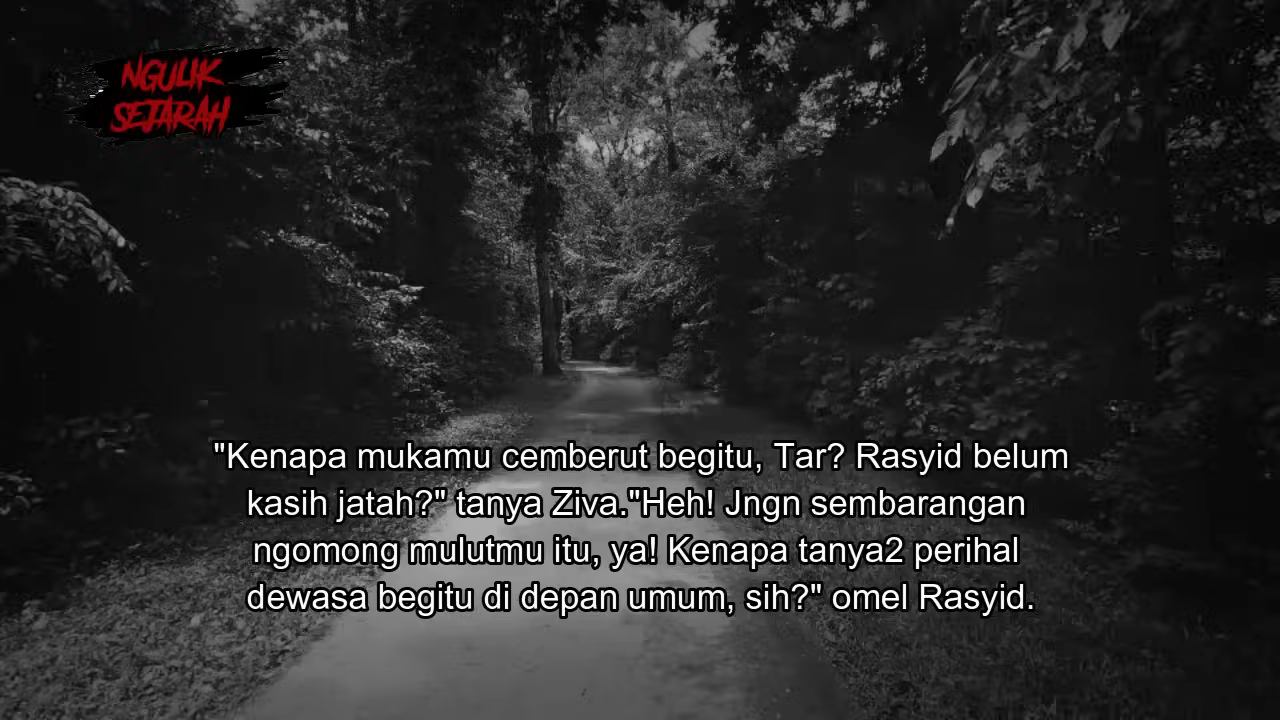 NGULIK
SEJARAH
"Kenapa mukamu cemberut begitu, Tar? Rasyid belum
kasih jatah?" tanya Ziva."Heh! Jngn sembarangan
ngomong mulutmu itu, ya! Kenapa tanya2 perihal
dewasa begitu di depan umum, sih?" omel Rasyid.